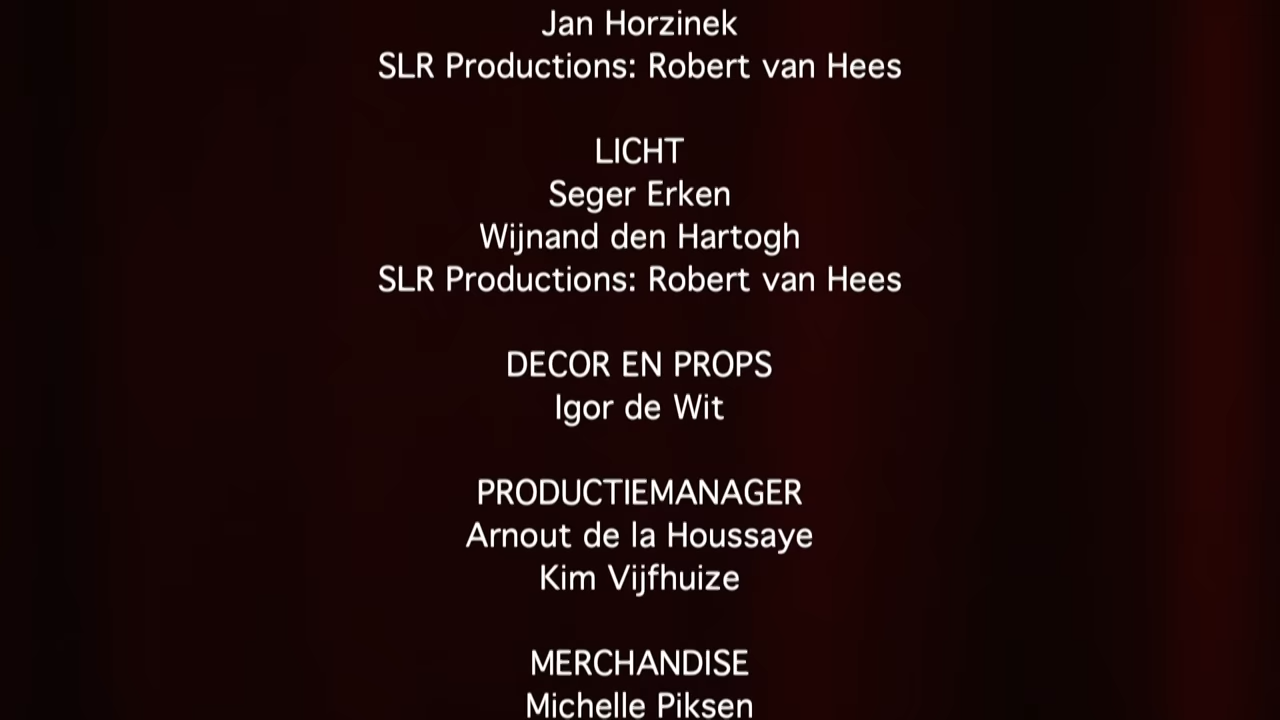 Jan Horzinek
SLR Productions: Robert van Hees
LICHT
Seger Erken
Wijnand den Hartogh
SLR Productions: Robert van Hees
DECOR EN PROPS
Igor de Wit
PRODUCTIEMANAGER
Arnout de la Houssaye
Kim Vijfhuize
MERCHANDISE
Michelle Piksen